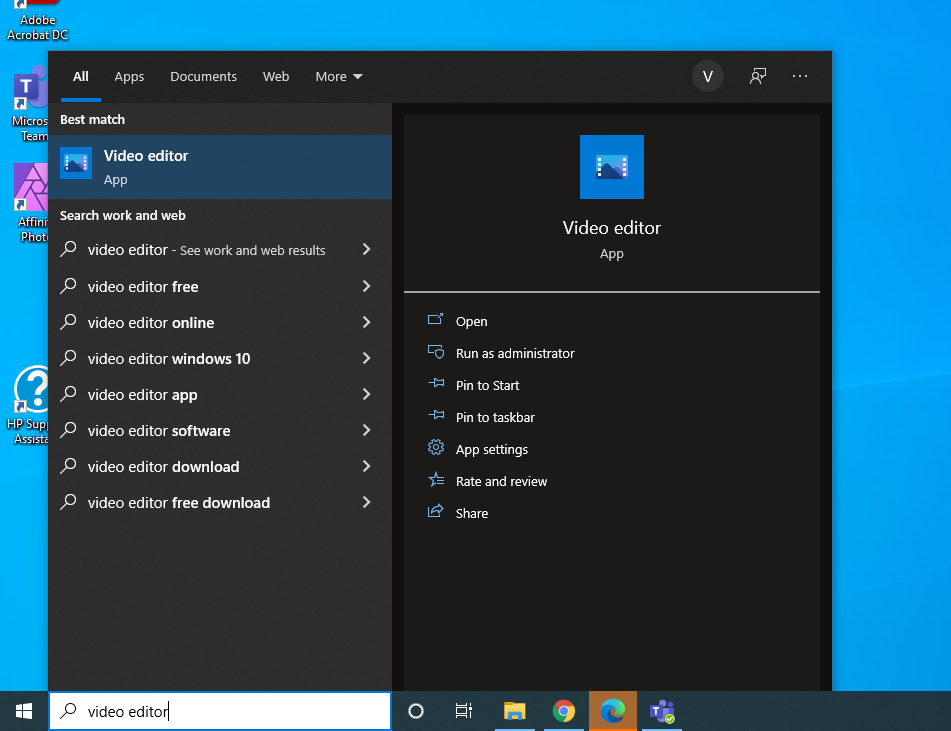 Adobe
Acrobat DC
Micros
Team
Affini
Phot
HP Sup
Assista
All
Apps
Documents
Web
More
V
Best match
Video editor
App
Search work and web
video editor - See work and web results
video editor free
video editor online
video editor windows 10
video editor app
video editor software
video editor download
video editor free download
Video editor
App
Open
Run as administrator
Pin to Start
Pin to taskbar
App settings
Rate and review
Share
video editor